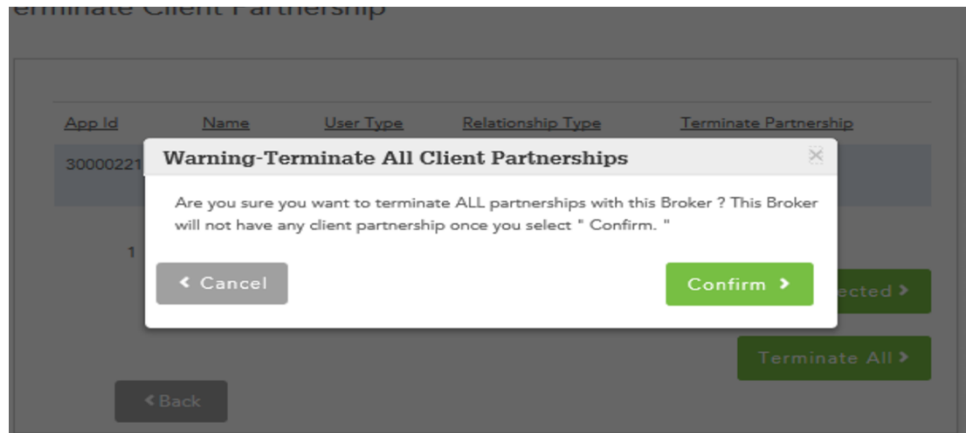 erminate Client Partnership
App Id Name User Type Relationship Type Terminate Partnership
30000221
Warning-Terminate All Client Partnerships
Are you sure you want to terminate ALL partnerships with this Broker ? This Broker
will not have any client partnership once you select " Confirm. "
1
Cancel
Confirm
ected
Terminate All
Back